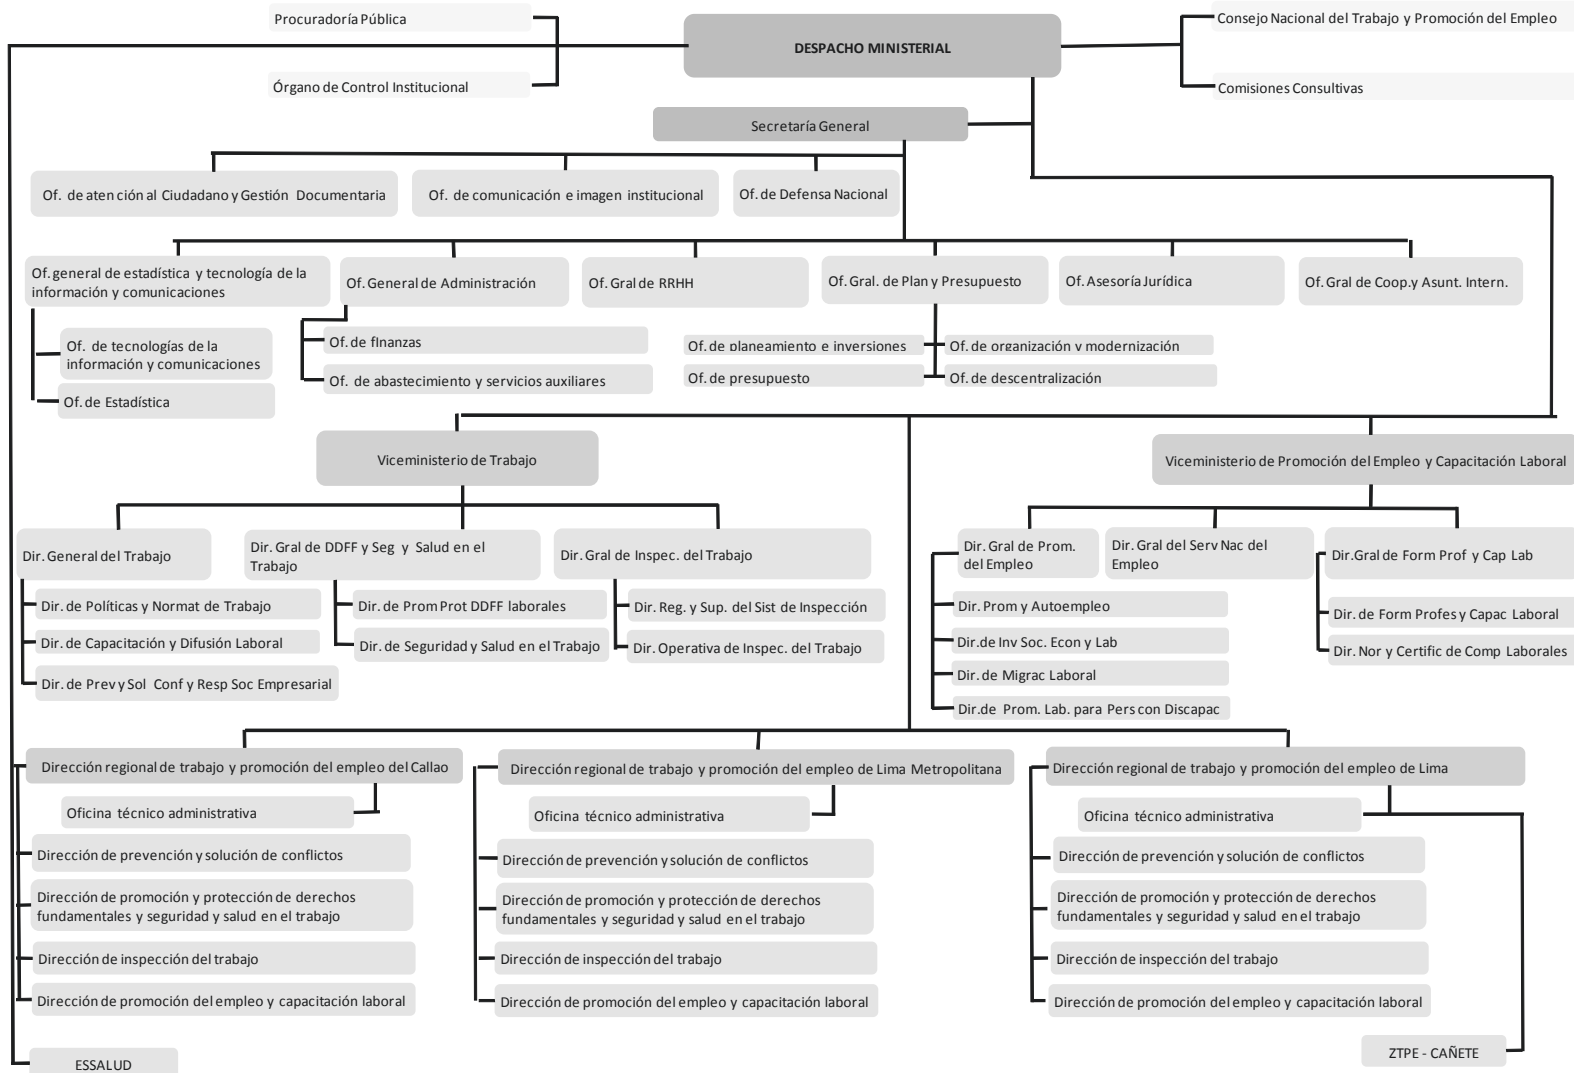 Procuradoría Pública
DESPACHO MINISTERIAL
Consejo Nacional del Trabajo y Promoción del Empleo
Órgano de Control Institucional
Comisiones Consultivas
Secretaría General
Of. de atención al Ciudadano y Gestión Documentaria
Of. de comunicación e imagen institucional
Of. de Defensa Nacional
Of. general de estadística y tecnología de la
información y comunicaciones
Of. General de Administración
Of. Gral de RRHH
Of. Gral. de Plan y Presupuesto
Of. Asesoría Jurídica
Of. Gral de Coop.y Asunt. Intern.
Of. de tecnologías de la
información y comunicaciones
Of. de Estadística
Of. de fInanzas
Of. de abastecimiento y servicios auxiliares
Of. de planeamiento e inversiones
Of. de organización y modernización
Of. de presupuesto
Of. de descentralización
Viceministerio de Trabajo
Viceministerio de Promoción del Empleo y Capacitación Laboral
Dir. General del Trabajo
Dir. Gral de DDFF y Seg y Salud en el
Trabajo
Dir. Gral de Inspec. del Trabajo
Dir. Gral de Prom.
del Empleo
Dir. Gral del Serv Nac del
Empleo
Dir.Gral de Form Prof y Cap Lab
Dir. de Políticas y Normat de Trabajo
Dir. de Capacitación y Difusión Laboral
Dir. de Prev y Sol Conf y Resp Soc Empresarial
Dir. de Prom Prot DDFF laborales
Dir. de Seguridad y Salud en el Trabajo
Dir. Reg. y Sup. del Sist de Inspección
Dir. Operativa de Inspec. del Trabajo
Dir. Prom y Autoempleo
Dir.de Inv Soc. Econ y Lab
Dir. de Migrac Laboral
Dir.de Prom. Lab. para Pers con Discapac
Dir. de Form Profes y Capac Laboral
Dir. Nor y Certific de Comp Laborales
Dirección regional de trabajo y promoción del empleo del Callao
Oficina técnico administrativa
Dirección de prevención y solución de conflictos
Dirección de promoción y protección de derechos
fundamentales y seguridad y salud en el trabajo
Dirección de inspección del trabajo
Dirección de promoción del empleo y capacitación laboral
Dirección regional de trabajo y promoción del empleo de Lima Metropolitana
Oficina técnico administrativa
Dirección de prevención y solución de conflictos
Dirección de promoción y protección de derechos
fundamentales y seguridad y salud en el trabajo
Dirección de inspección del trabajo
Dirección de promoción del empleo y capacitación laboral
Dirección regional de trabajo y promoción del empleo de Lima
Oficina técnico administrativa
Dirección de prevención y solución de conflictos
Dirección de promoción y protección de derechos
fundamentales y seguridad y salud en el trabajo
Dirección de inspección del trabajo
Dirección de promoción del empleo y capacitación laboral
ESSALUD
ZTPE - CAÑETE